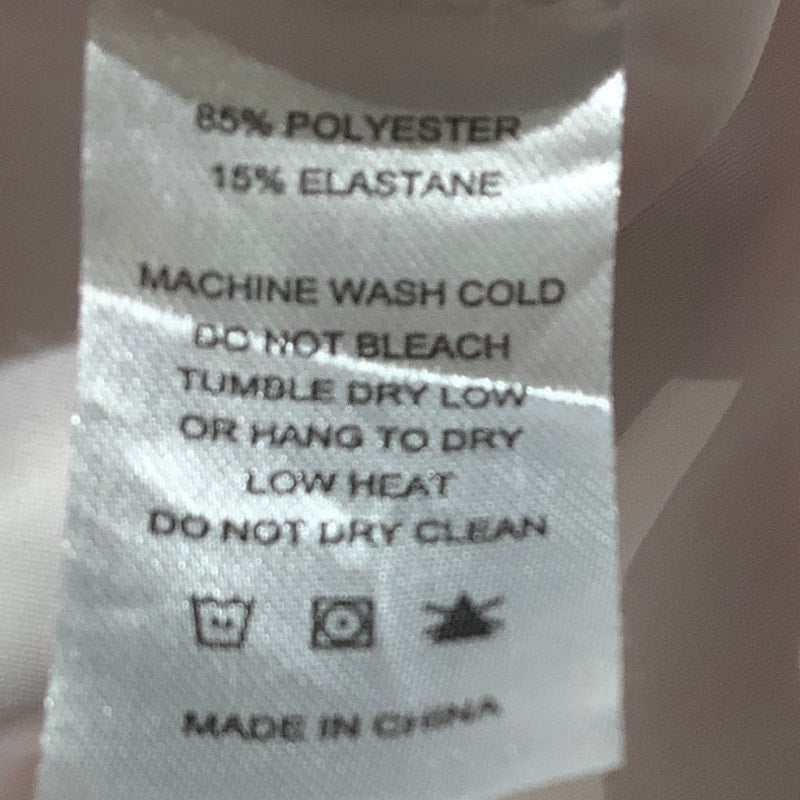 85% POLYESTER
15% ELASTANE
MACHINE WASH COLD
DO NOT BLEACH
TUMBLE DRY LOW
OR HANG TO DRY
LOW HEAT
DO NOT DRY CLEAN
MADE IN CHINA